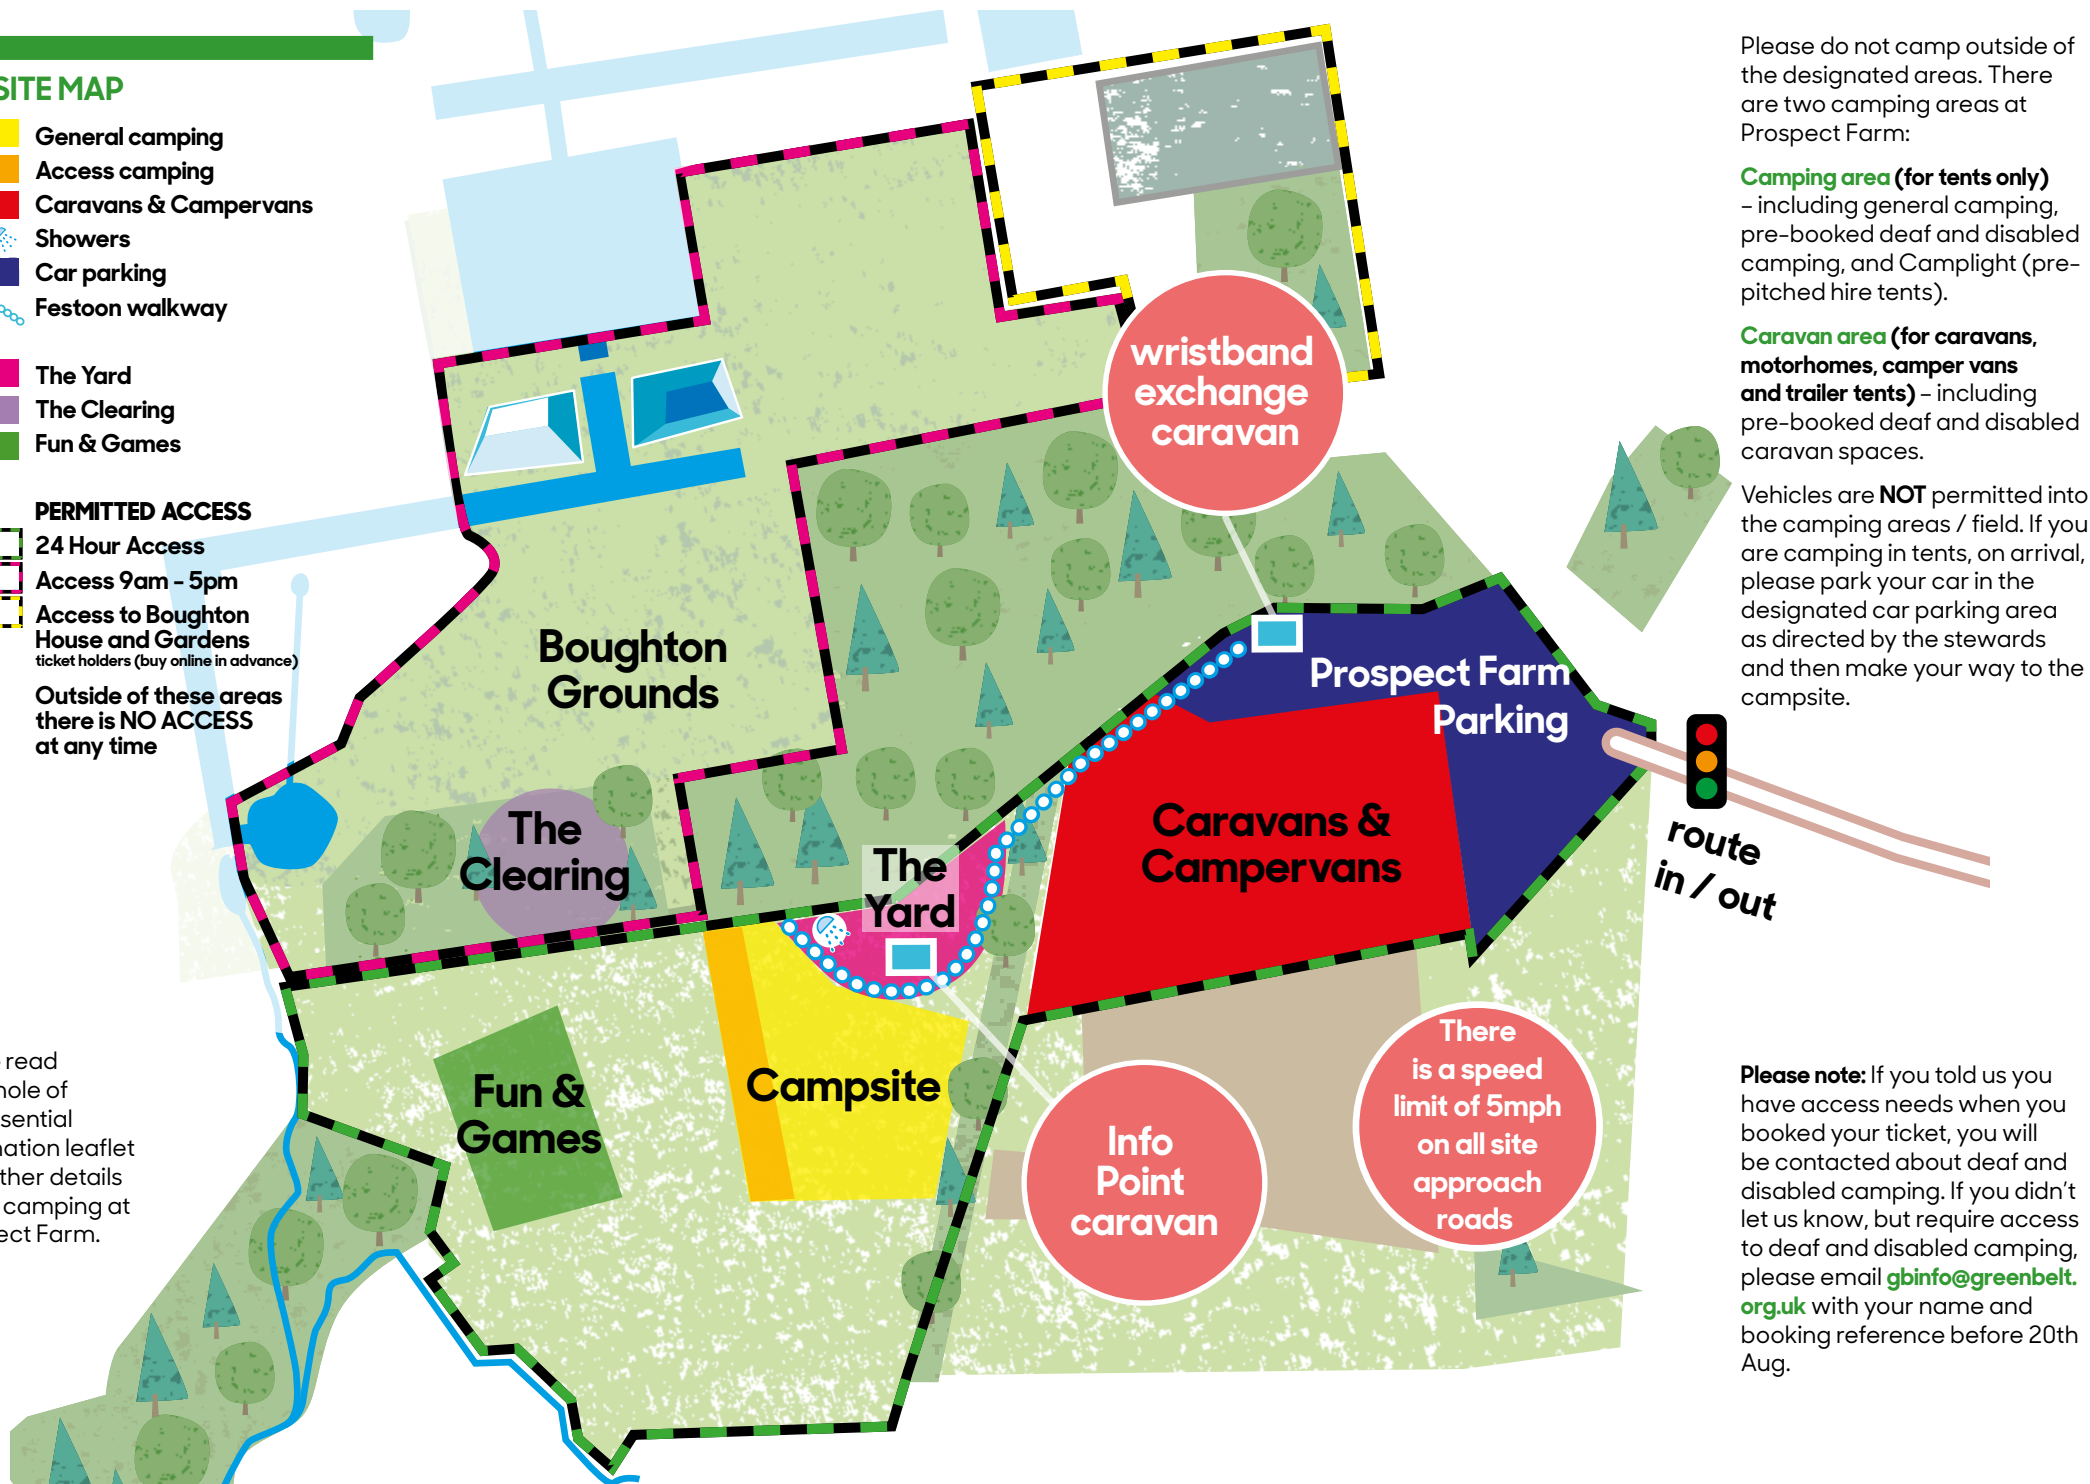 SITE MAP
General camping
Access camping
Caravans & Campervans
Showers
Car parking
Festoon walkway
The Yard
The Clearing
Fun & Games
PERMITTED ACCESS
24 Hour Access
Access 9am - 5pm
Access to Boughton
House and Gardens
ticket holders (buy online in advance)
Outside of these areas
there is NO ACCESS
at any time
read
of
leaflet
details
camping at
Farm.
wristband
exchange
caravan
Boughton
Grounds
Prospect Farm
Parking
The
Clearing
The
Yard
Caravans &
Campervans
route
in / out
Fun &
Games
Campsite
Info
Point
caravan
There
is a speed
limit of 5mph
on all site
approach
roads
Please do not camp outside of
the designated areas. There
are two camping areas at
Prospect Farm:
Camping area (for tents only)
– including general camping,
pre-booked deaf and disabled
camping, and Camplight (pre-
pitched hire tents).
Caravan area (for caravans,
motorhomes, camper vans
and trailer tents) – including
pre-booked deaf and disabled
caravan spaces.
Vehicles are NOT permitted into
the camping areas / field. If you
are camping in tents, on arrival,
please park your car in the
designated car parking area
as directed by the stewards
and then make your way to the
campsite.
Please note: If you told us you
have access needs when you
booked your ticket, you will
be contacted about deaf and
disabled camping. If you didn't
let us know, but require access
to deaf and disabled camping,
please email gbinfo@greenbelt.
org.uk with your name and
booking reference before 20th
Aug.